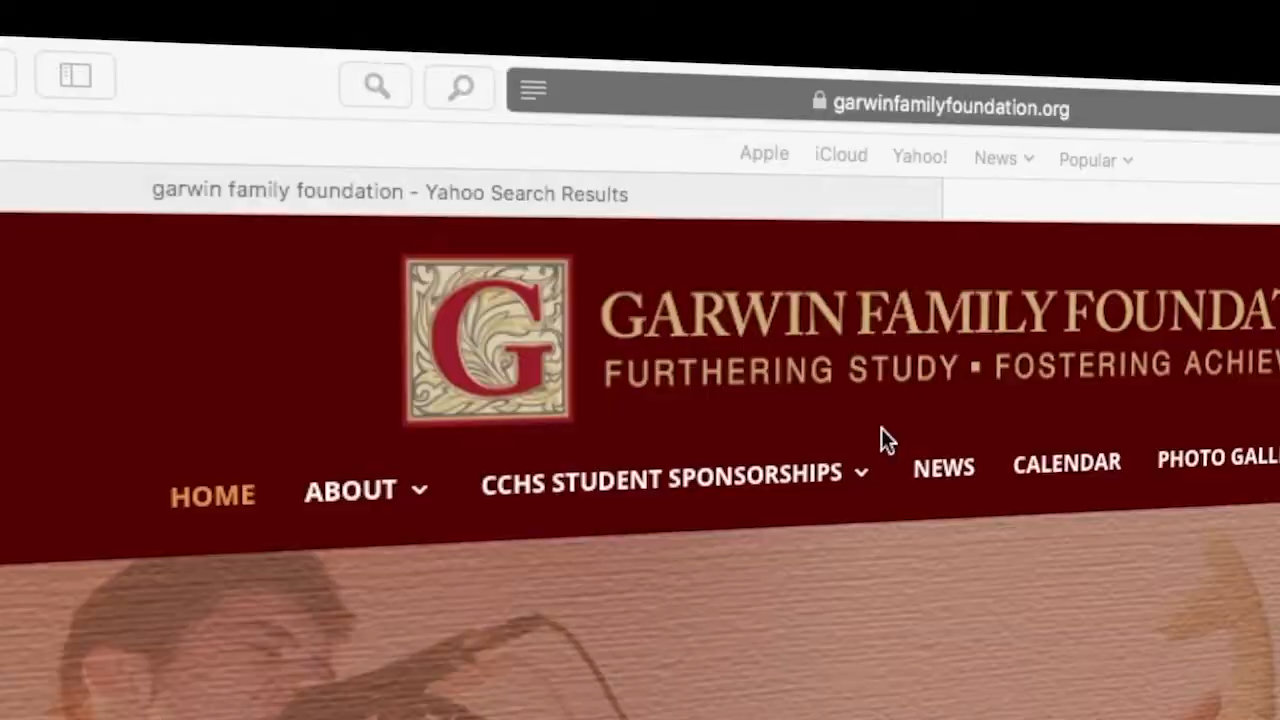 garwinfamilyfoundation.org
Apple iCloud Yahoo! News Popular
garwin family foundation - Yahoo Search Results
G
GARWIN FAMILY FOUNDAT
FURTHERING STUDY ▪ FOSTERING ACHIEV
HOME ABOUT CCHS STUDENT SPONSORSHIPS NEWS CALENDAR PHOTO GALL